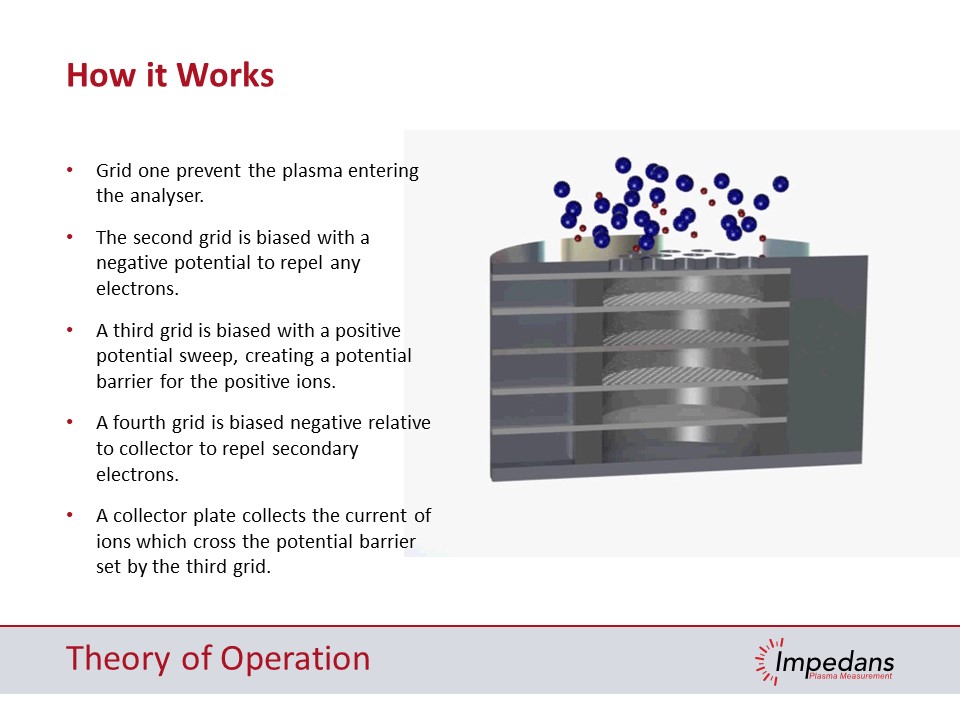 How it Works
• Grid one prevent the plasma entering
the analyser.
• The second grid is biased with a
negative potential to repel any
electrons.
• A third grid is biased with a positive
potential sweep, creating a potential
barrier for the positive ions.
• A fourth grid is biased negative relative
to collector to repel secondary
electrons.
• A collector plate collects the current of
ions which cross the potential barrier
set by the third grid.
Theory of Operation
Impedans
Plasma Measurement